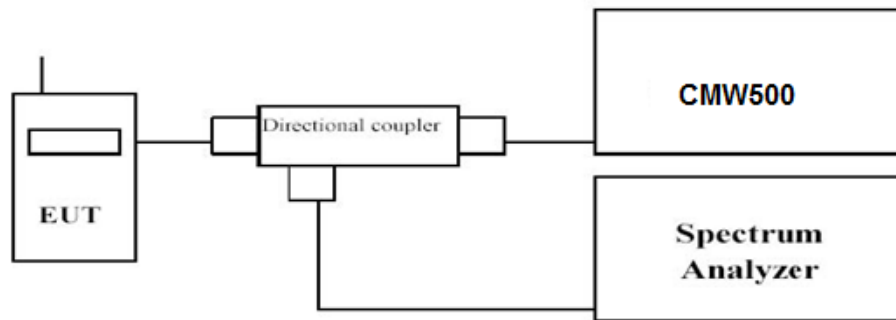 EUT
Directional coupler
CMW500
Spectrum
Analyzer